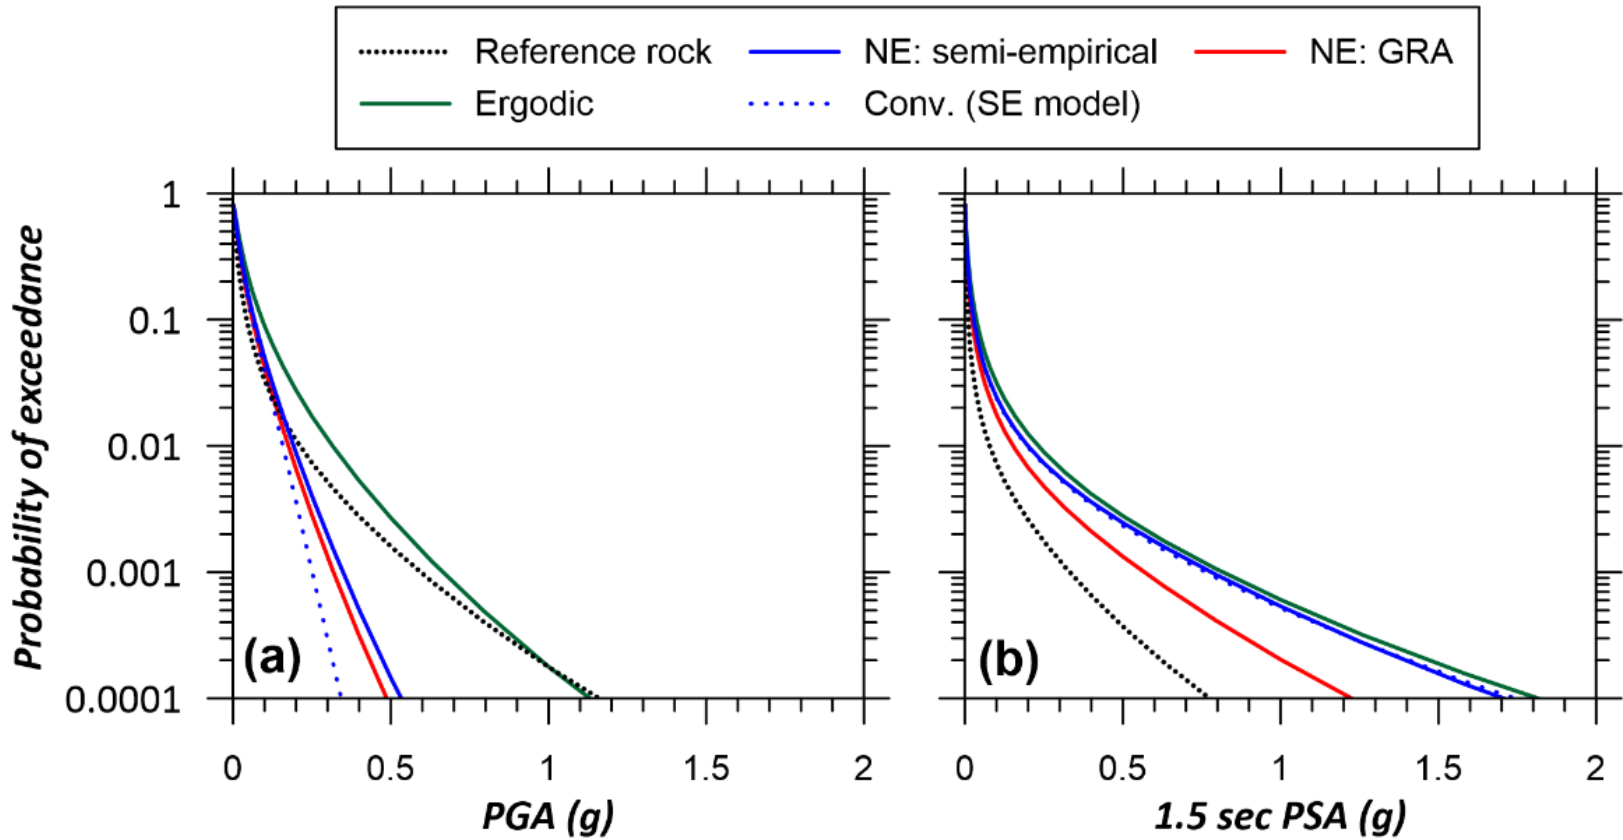 Reference rock NE: semi-empirical NE: GRA
Ergodic Conv. (SE model)
Probability of exceedance
1
0.1
0.01
0.001
0.0001
(a)
0 0.5 1 1.5 2
PGA (g)
(b)
0 0.5 1 1.5 2
1.5 sec PSA (g)